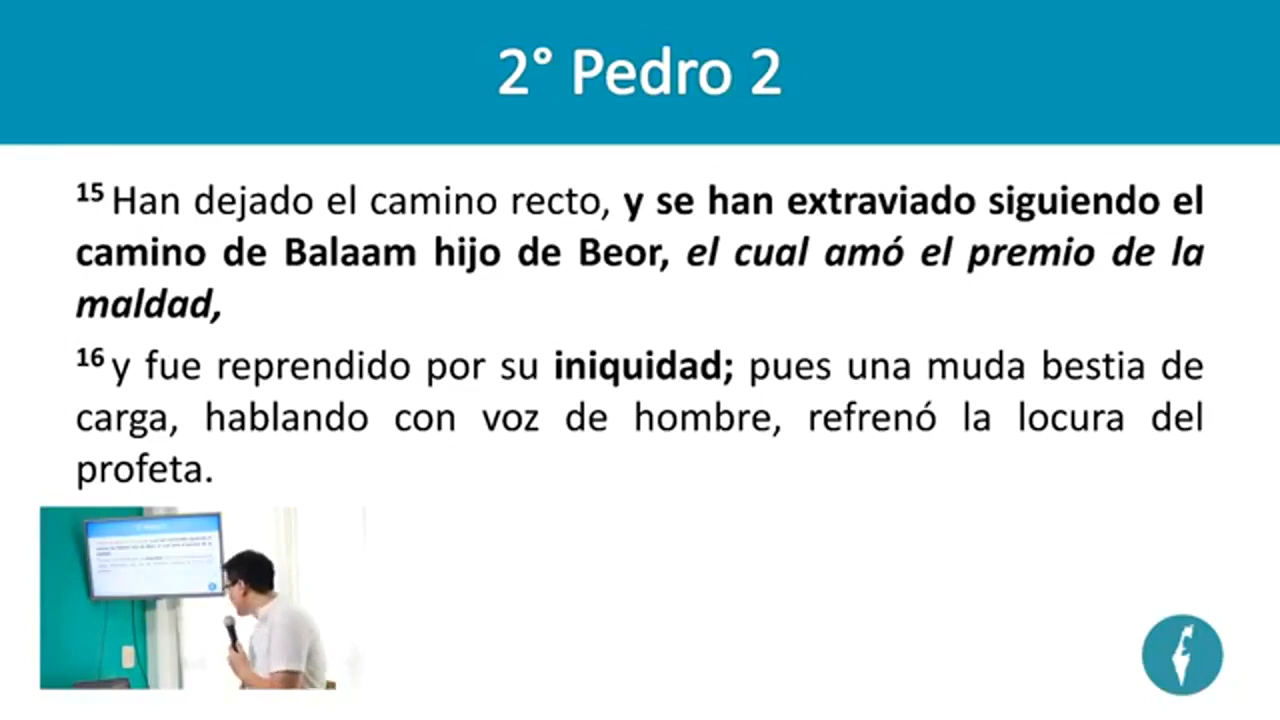 2° Pedro 2
15 Han dejado el camino recto, y se han extraviado siguiendo el
camino de Balaam hijo de Beor, el cual amó el premio de la
maldad,
16 y fue reprendido por su iniquidad; pues una muda bestia de
carga, hablando con voz de hombre, refrenó la locura del
profeta.